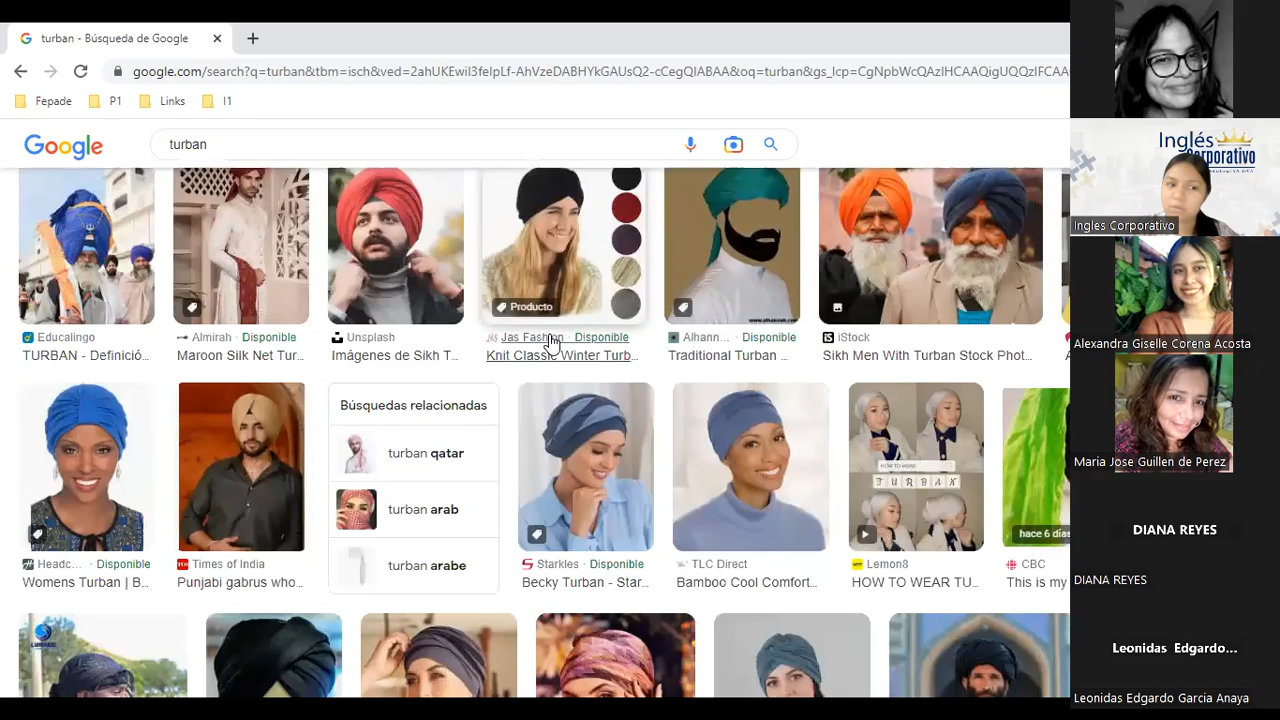 turban - Búsqueda de Google
google.com/search?q=turban&tbm=isch&ved=2ahUKEwiI3feIpLf-AhVzeDABHYkGAUsQ2-cCegQIABAA&oq=turban&gs_lcp=CgNpbWcQAzIHCAAQigUQQzIFCAA
Fepade P1 Links I1
Google turban
Producto
www.alhannah.com
Educalingo
TURBAN - Definició...
Almirah · Disponible
Maroon Silk Net Tur...
Unsplash
Imágenes de Sikh T...
Jas Fashion · Disponible
Knit Classic Winter Turb...
Alhann... · Disponible
Traditional Turban ...
iStock
Sikh Men With Turban Stock Phot...
Búsquedas relacionadas
turban qatar
turban arab
turban arabe
HOW TO WEAR
TURBAN
hace 6 días
Headc... · Disponible
Womens Turban | B...
Times of India
Punjabi gabrus who...
Starkles · Disponible
Becky Turban - Star...
TLC Direct
Bamboo Cool Comfort...
Lemon8
HOW TO WEAR TU...
CBC
This is my
Inglés
Corporativo
Ingles Corporativo
Alexandra Giselle Corena Acosta
Maria Jose Guillen de Perez
DIANA REYES
DIANA REYES
Leonidas Edgardo...
Leonidas Edgardo Garcia Anaya